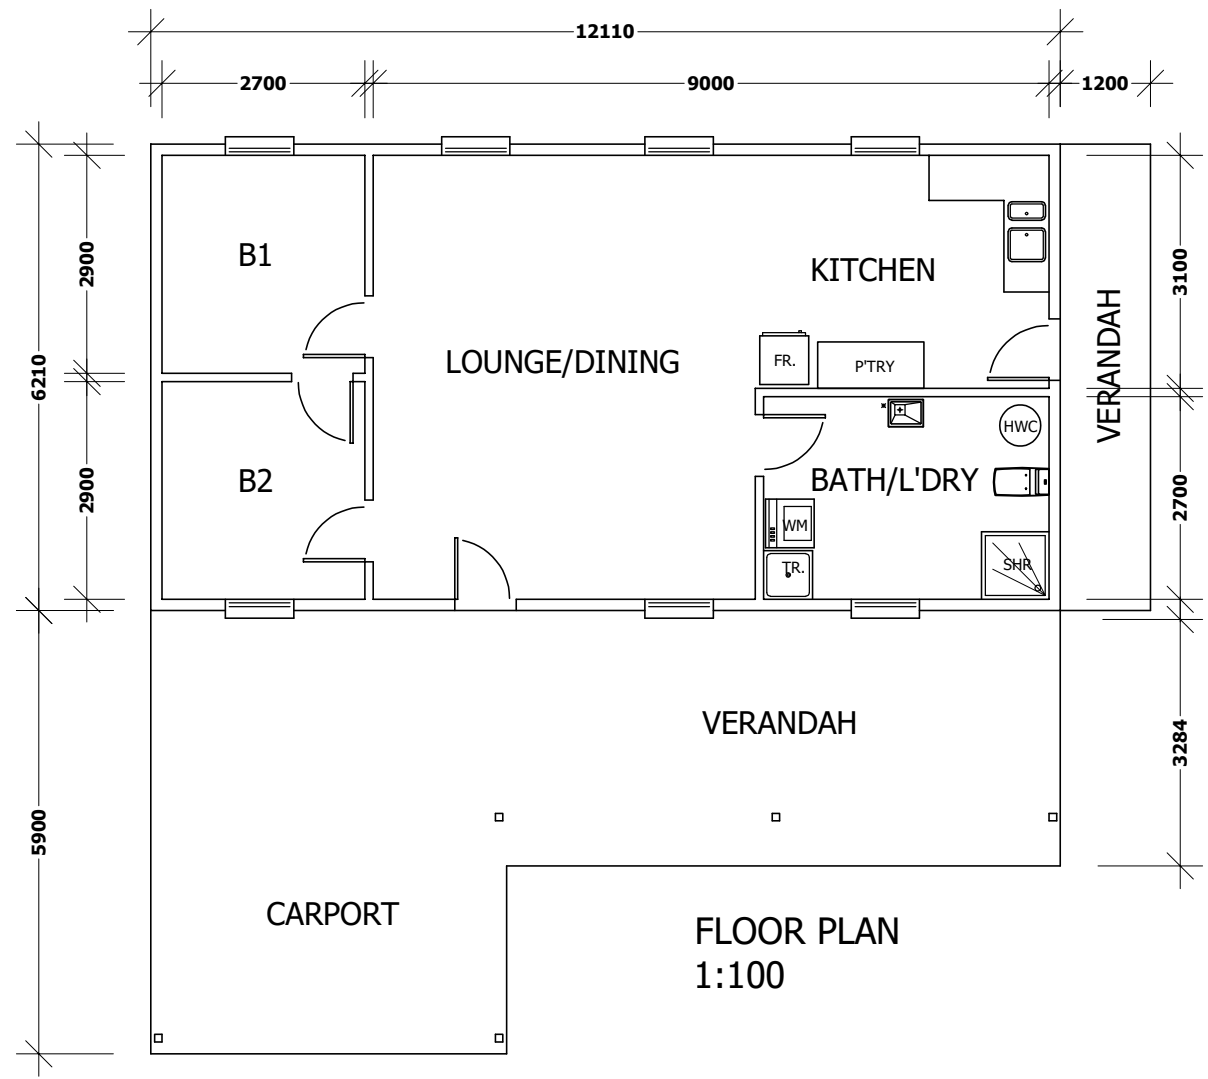 12110
2700
9000
1200
2900
B1
KITCHEN
3100
VERANDAH
6210
LOUNGE/DINING
FR.
P'TRY
HWC
2900
B2
BATH/L'DRY
2700
WM
TR.
SHR
VERANDAH
3284
5900
CARPORT
FLOOR PLAN
1:100